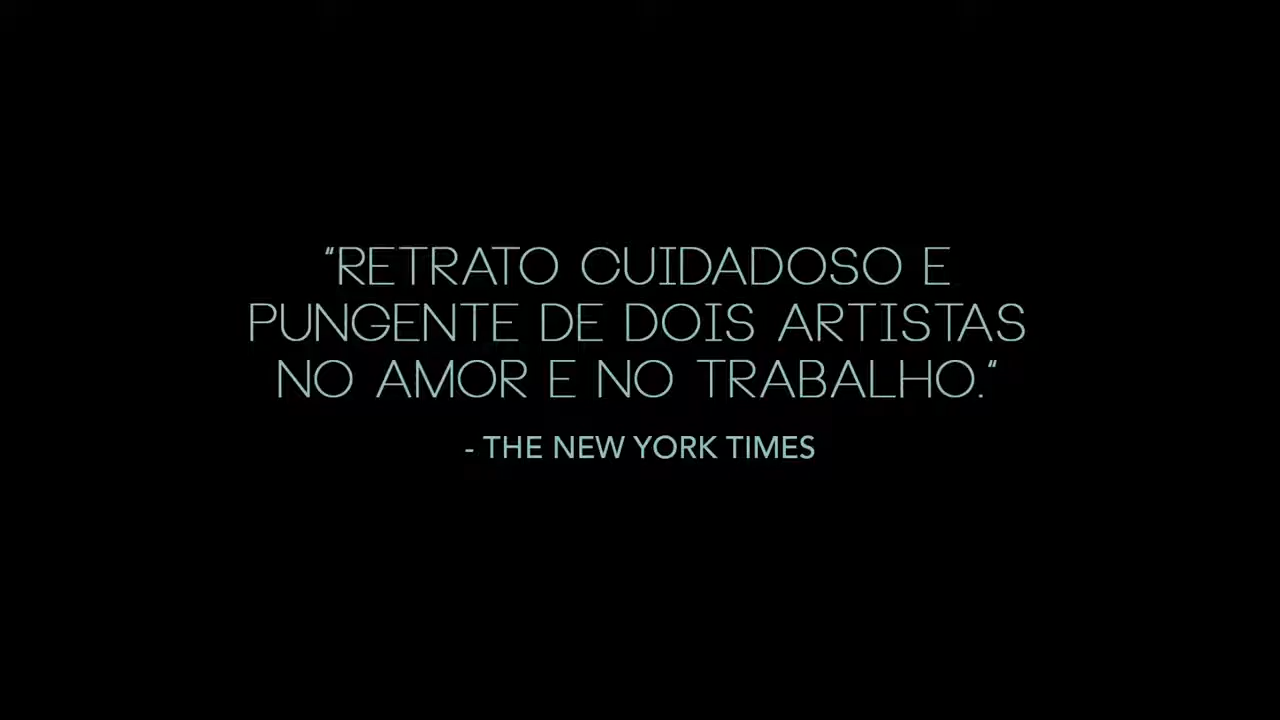 "RETRATO CUIDADOSO E
PUNGENTE DE DOIS ARTISTAS
NO AMOR E NO TRABALHO."
- THE NEW YORK TIMES